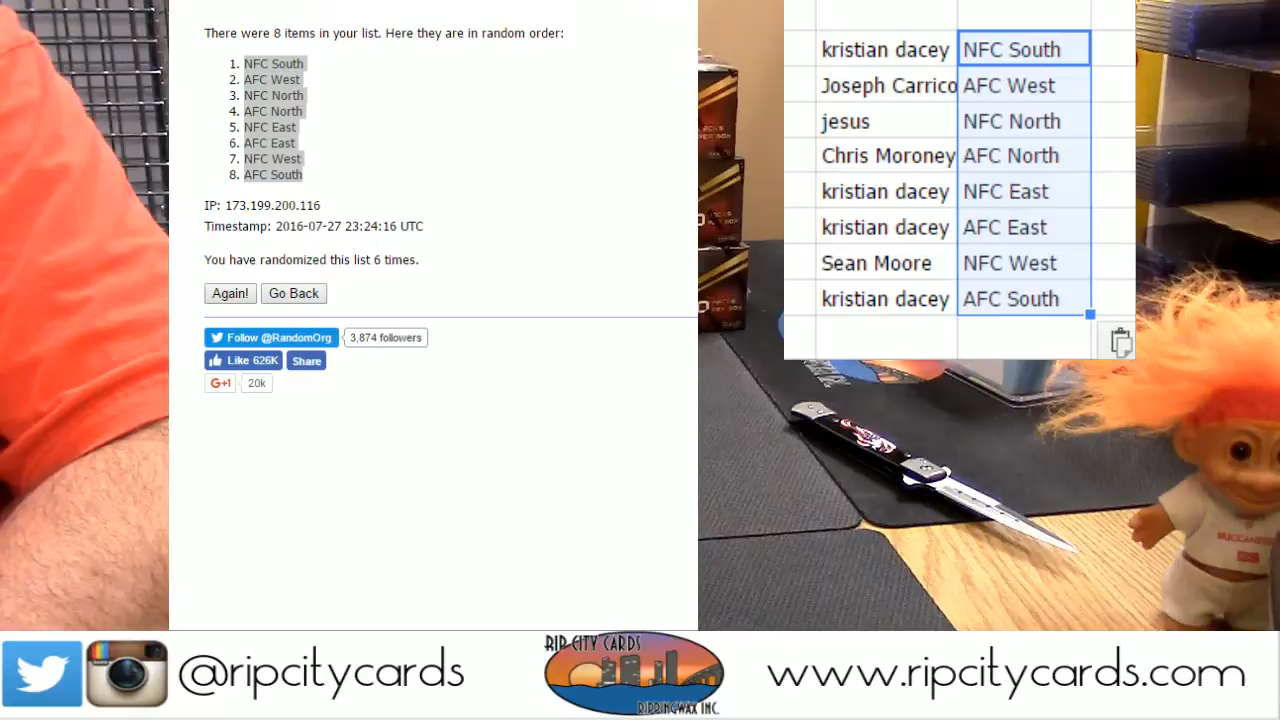 There were 8 items in your list. Here they are in random order:
1. NFC South
2. AFC West
3. NFC North
4. AFC North
5. NFC East
6. AFC East
7. NFC West
8. AFC South
IP: 173.199.200.116
Timestamp: 2016-07-27 23:24:16 UTC
You have randomized this list 6 times.
Again! Go Back
Follow @RandomOrg 3,874 followers
Like 626K Share
G+1 20k
kristian dacey NFC South
Joseph Carrico AFC West
jesus NFC North
Chris Moroney AFC North
kristian dacey NFC East
kristian dacey AFC East
Sean Moore NFC West
kristian dacey AFC South
BUCCANEERS
@ripcitycards
RIP CITY CARDS
RIPPINGWAX INC.
www.ripcitycards.com